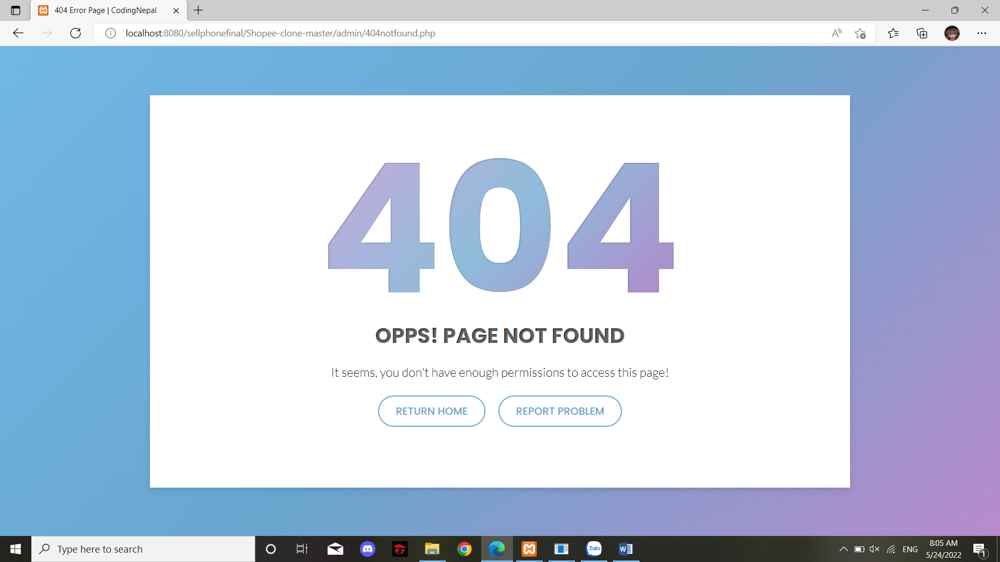 404 Error Page | CodingNepal
localhost:8080/sellphonefinal/Shopee-clone-master/admin/404notfound.php
404
OPPS! PAGE NOT FOUND
It seems, you don't have enough permissions to access this page!
RETURN HOME REPORT PROBLEM
Type here to search
Zalo
ENG
8:05 AM
5/24/2022
1